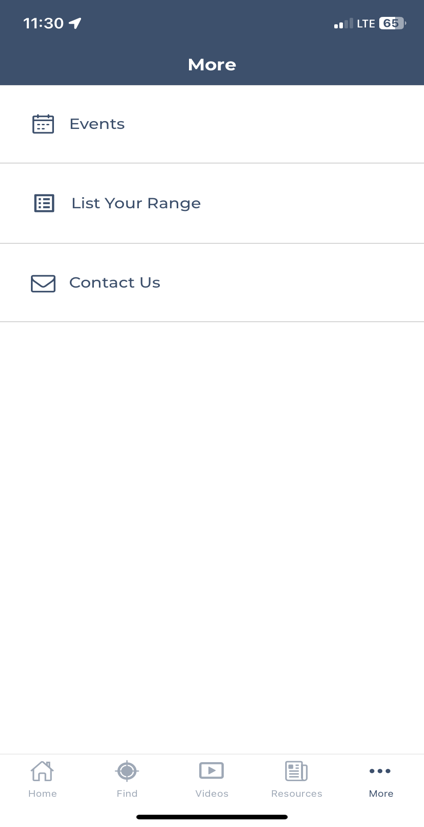 11:30
LTE 65
More
Events
List Your Range
Contact Us
Home Find Videos Resources More